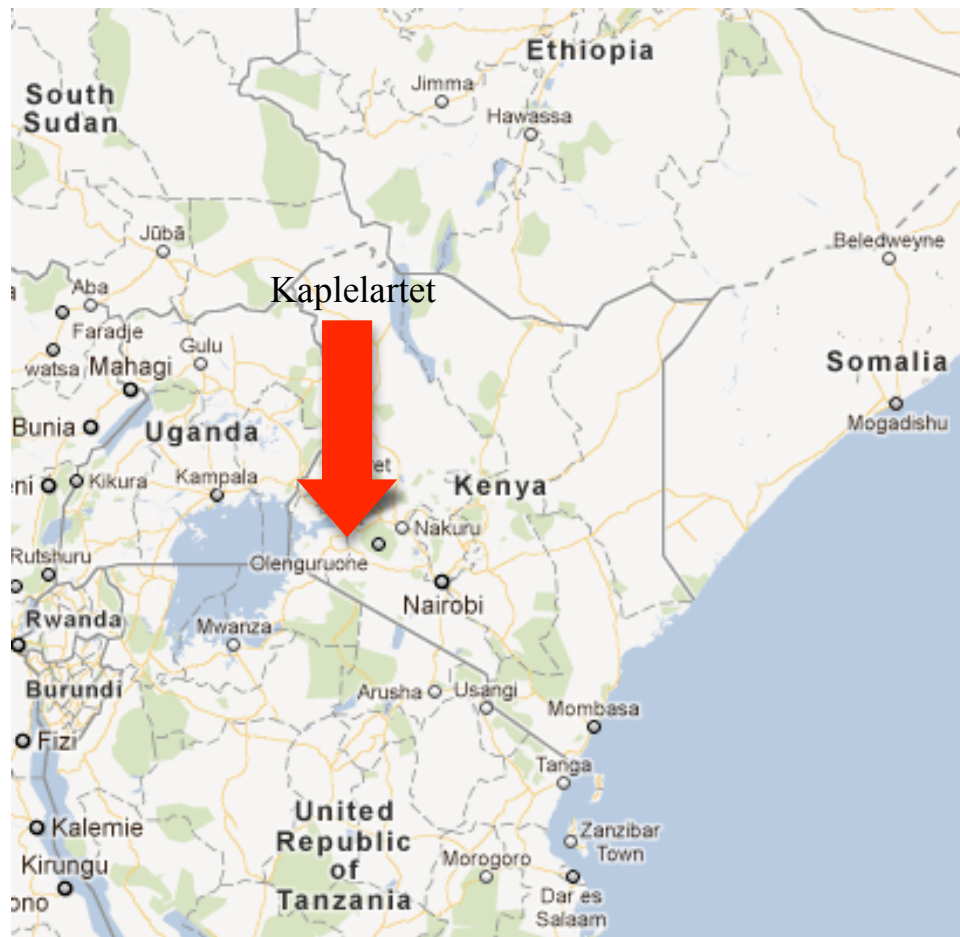 Ethiopia
Jimma
South
Sudan
Hawassa
Jūbā
Beledweyne
Kaplelartet
Aba
Faradje
Gulu
watsa
Mahagi
Somalia
Mogadishu
Bunia
Uganda
Kikura
Kampala
Kenya
Nakuru
Rutshuru
Olenguruone
Nairobi
Rwanda
Mwanza
Burundi
Arusha
Usangi
Mombasa
Fizi
Tanga
United
Republic
of
Tanzania
Kalemie
Zanzibar
Town
Kirungu
Morogoro
Dar es
Salaam